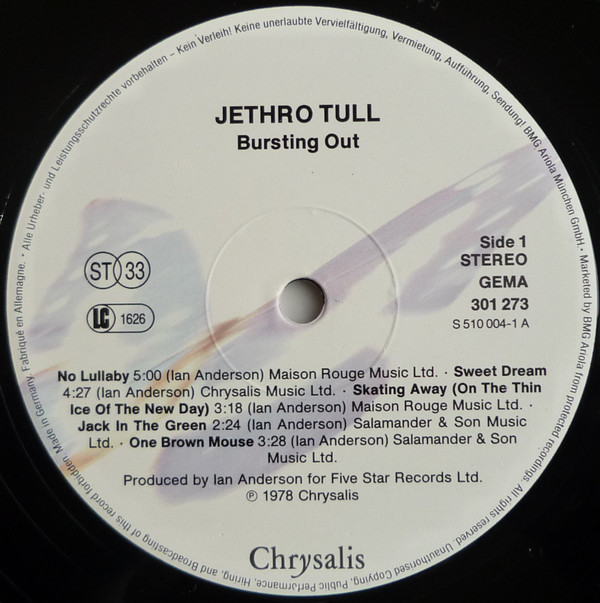 JETHRO TULL
Bursting Out
Side 1
STEREO
GEMA
301 273
S 510 004-1 A
ST 33
LC 1626
No Lullaby 5:00 (Ian Anderson) Maison Rouge Music Ltd. · Sweet Dream
4:27 (Ian Anderson) Chrysalis Music Ltd. · Skating Away (On The Thin
Ice Of The New Day) 3:18 (Ian Anderson) Maison Rouge Music Ltd. ·
Jack In The Green 2:24 (Ian Anderson) Salamander & Son Music
Ltd. · One Brown Mouse 3:28 (Ian Anderson) Salamander & Son
Music Ltd.
Produced by Ian Anderson for Five Star Records Ltd.
℗ 1978 Chrysalis
Chrysalis
Made in Germany, Fabriqué en Allemagne. · Alle Urheber- und Leistungsschutzrechte vorbehalten – Kein Verleih! Keine unerlaubte Vervielfältigung, Vermietung, Aufführung, Sendung! BMG Ariola München GmbH · Marketed by BMG Ariola from protected recordings. All rights reserved. Unauthorised Copying, Public Performance, Hiring, and Broadcasting of this record forbidden.